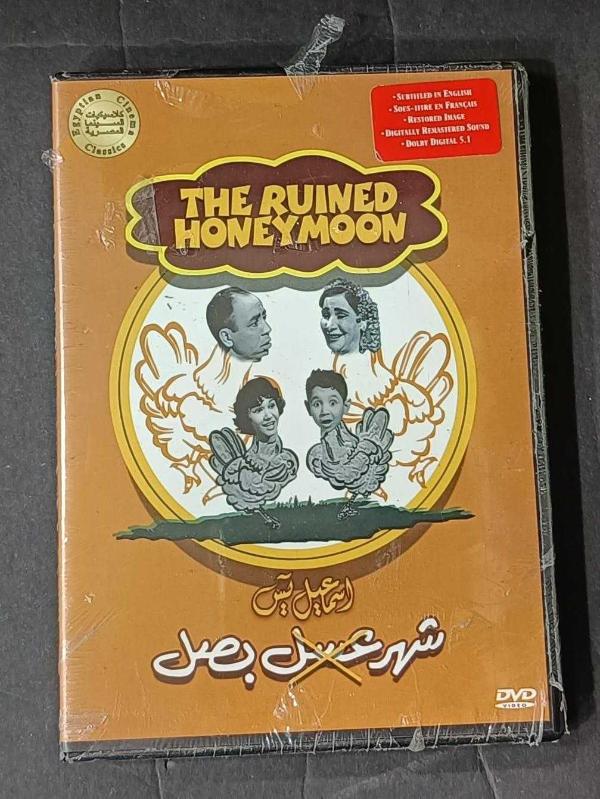 Egyptian Cinema
كلاسيكيات
السينما
المصرية
Classics
• SUBTITLED IN ENGLISH
• SOUS-TITRE EN FRANÇAIS
• RESTORED IMAGE
• DIGITALLY REMASTERED SOUND
• DOLBY DIGITAL 5.1
THE RUINED
HONEYMOON
اسماعيل يس
شهر عسل بصل
DVD
VIDEO